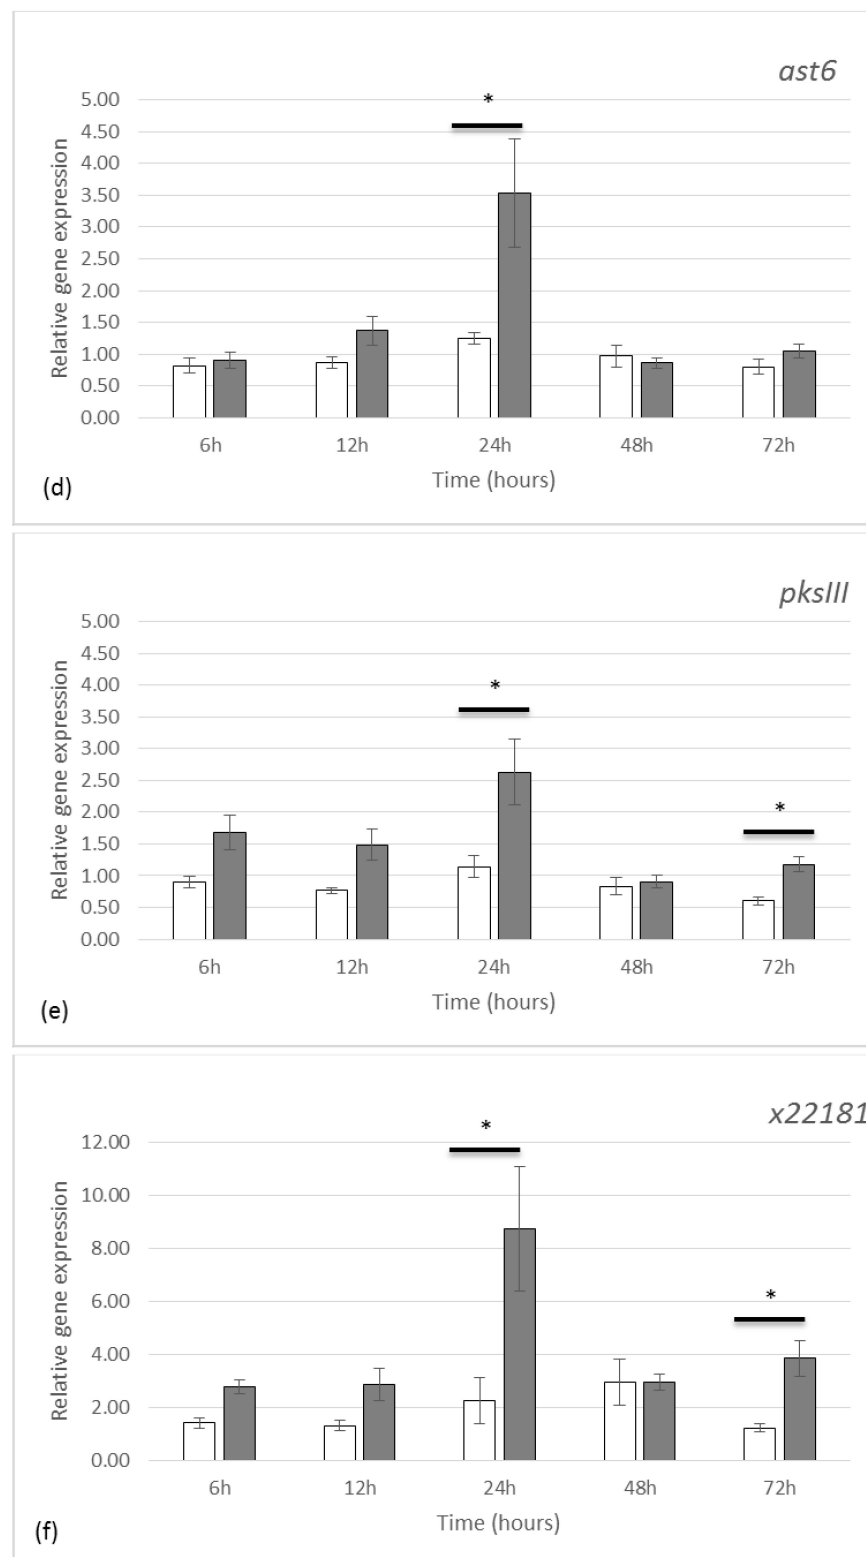 ast6
*
5.00
4.50
4.00
3.50
3.00
2.50
2.00
1.50
1.00
0.50
0.00
Relative gene expression
6h 12h 24h 48h 72h
Time (hours)
(d)
pksIII
5.00
4.50
4.00
3.50
3.00
2.50
2.00
1.50
1.00
0.50
0.00
*
*
Relative gene expression
6h 12h 24h 48h 72h
Time (hours)
(e)
x22181
12.00
10.00
8.00
6.00
4.00
2.00
0.00
*
*
Relative gene expression
6h 12h 24h 48h 72h
Time (hours)
(f)